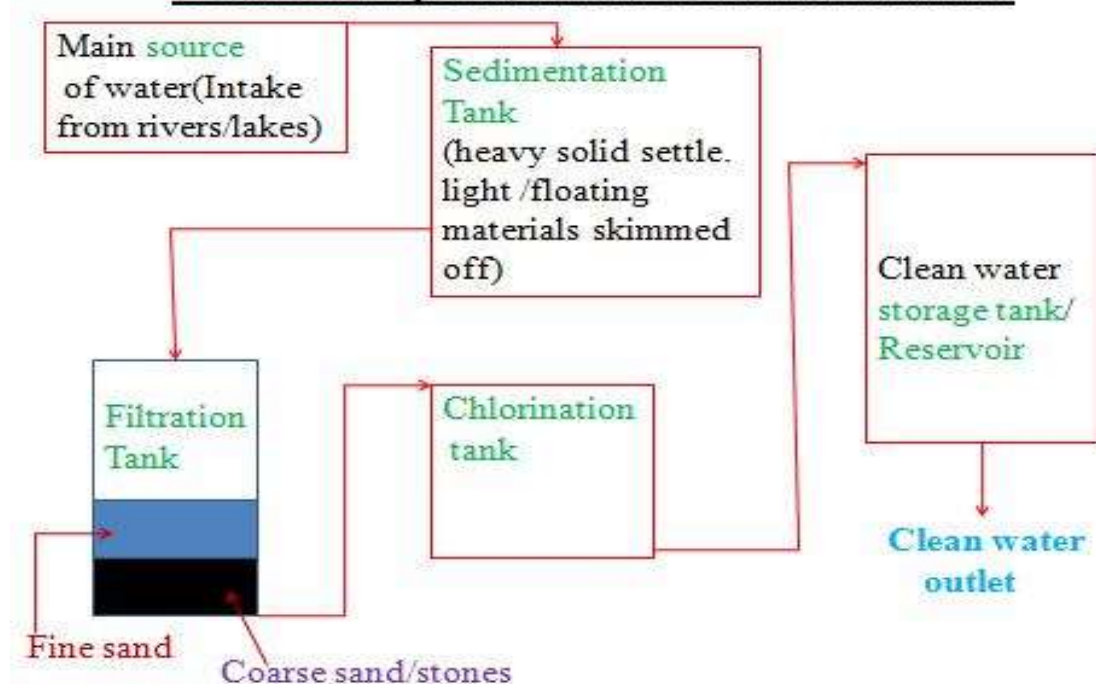 Main source
of water(Intake
from rivers/lakes)
Sedimentation
Tank
(heavy solid settle.
light /floating
materials skimmed
off)
Clean water
storage tank/
Reservoir
Filtration
Tank
Chlorination
tank
Clean water
outlet
Fine sand
Coarse sand/stones